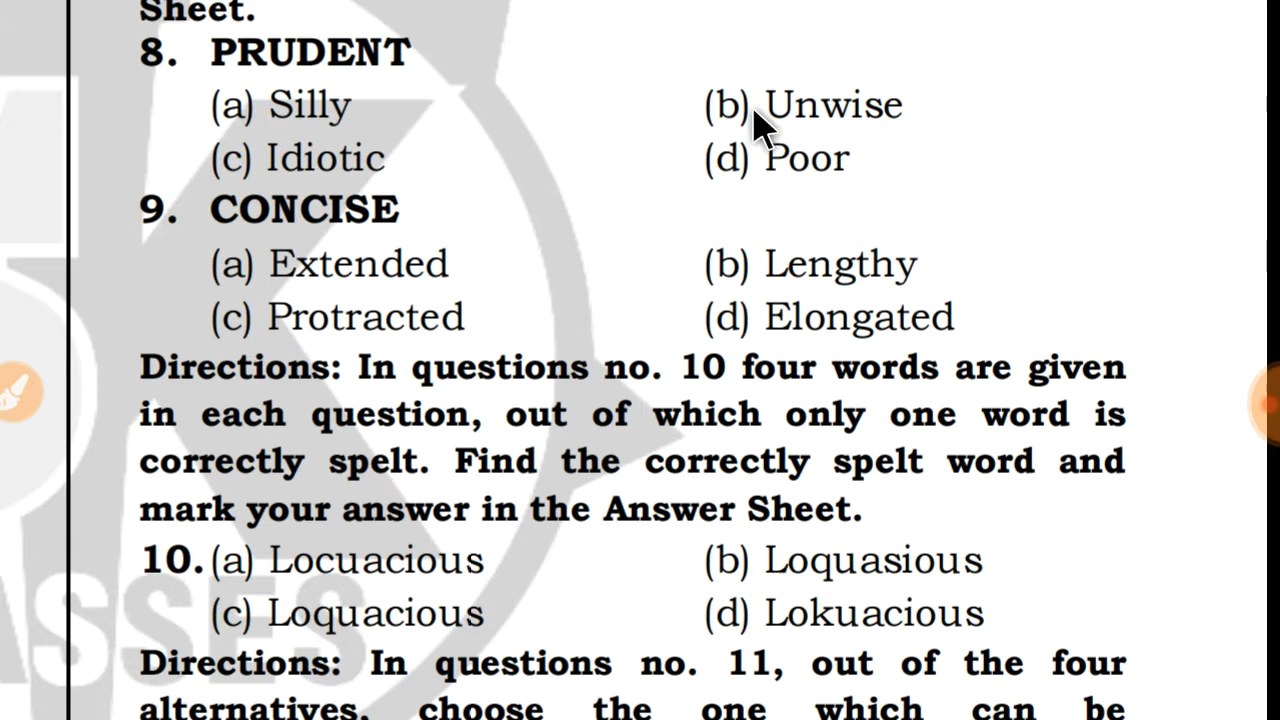 Sheet.
8. PRUDENT
(a) Silly (b) Unwise
(c) Idiotic (d) Poor
9. CONCISE
(a) Extended (b) Lengthy
(c) Protracted (d) Elongated
Directions: In questions no. 10 four words are given
in each question, out of which only one word is
correctly spelt. Find the correctly spelt word and
mark your answer in the Answer Sheet.
10. (a) Locuacious (b) Loquasious
(c) Loquacious (d) Lokuacious
ASSES
Directions: In questions no. 11, out of the four
alternatives, choose the one which can be